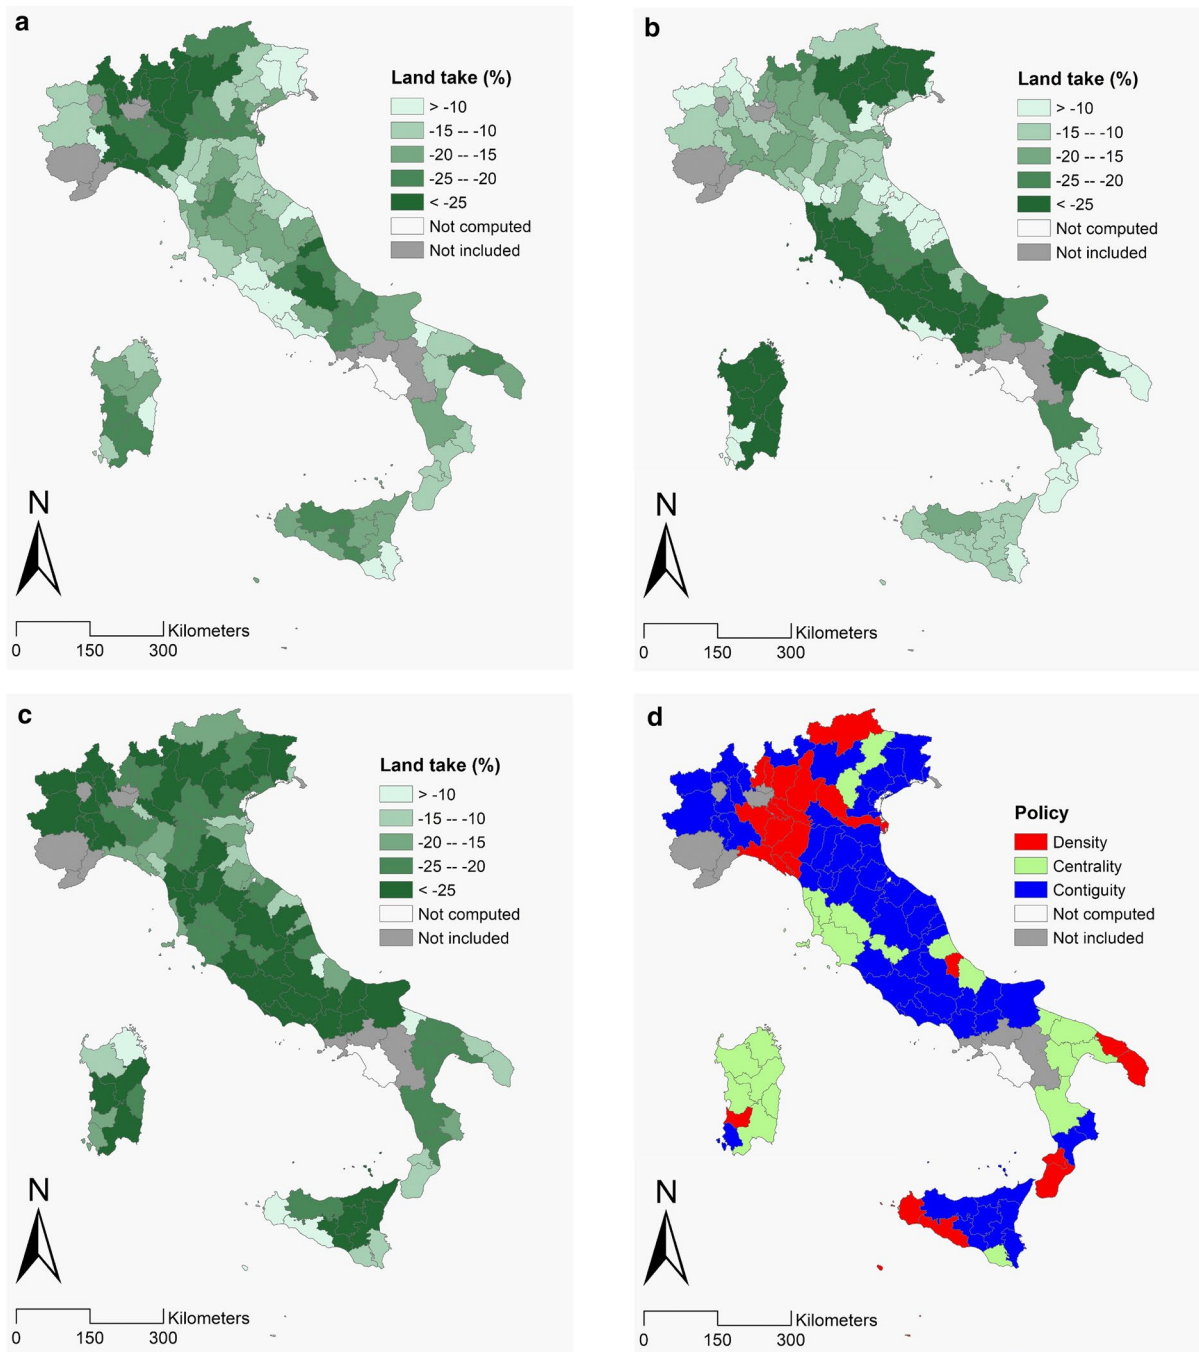 a
Land take (%)
> -10
-15 -- -10
-20 -- -15
-25 -- -20
< -25
Not computed
Not included
N
Kilometers
0 150 300
b
Land take (%)
> -10
-15 -- -10
-20 -- -15
-25 -- -20
< -25
Not computed
Not included
N
Kilometers
0 150 300
c
Land take (%)
> -10
-15 -- -10
-20 -- -15
-25 -- -20
< -25
Not computed
Not included
N
Kilometers
0 150 300
d
Policy
Density
Centrality
Contiguity
Not computed
Not included
N
Kilometers
0 150 300